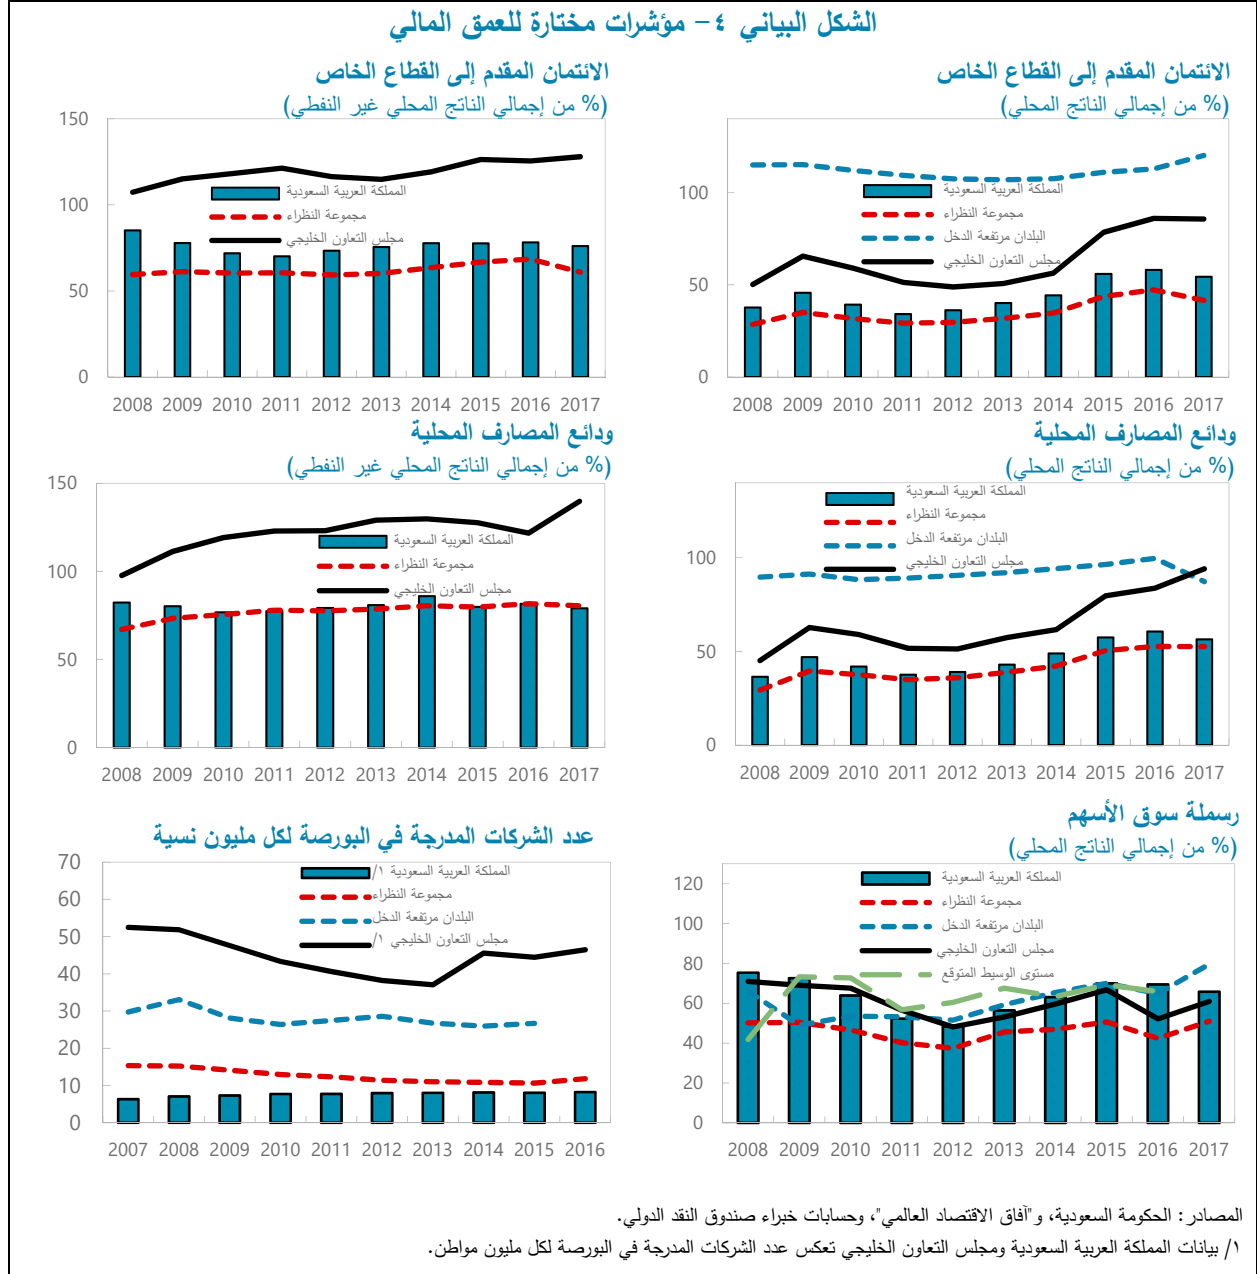 الشكل البياني ٤ – مؤشرات مختارة للعمق المالي
الائتمان المقدم إلى القطاع الخاص
(% من إجمالي الناتج المحلي)
100
50
0
المملكة العربية السعودية
مجموعة النظراء
البلدان مرتفعة الدخل
مجلس التعاون الخليجي
2008 2009 2010 2011 2012 2013 2014 2015 2016 2017
الائتمان المقدم إلى القطاع الخاص
(% من إجمالي الناتج المحلي غير النفطي)
150
100
50
0
المملكة العربية السعودية
مجموعة النظراء
مجلس التعاون الخليجي
2008 2009 2010 2011 2012 2013 2014 2015 2016 2017
ودائع المصارف المحلية
(% من إجمالي الناتج المحلي)
100
50
0
المملكة العربية السعودية
مجموعة النظراء
البلدان مرتفعة الدخل
مجلس التعاون الخليجي
2008 2009 2010 2011 2012 2013 2014 2015 2016 2017
ودائع المصارف المحلية
(% من إجمالي الناتج المحلي غير النفطي)
150
100
50
0
المملكة العربية السعودية
مجموعة النظراء
مجلس التعاون الخليجي
2008 2009 2010 2011 2012 2013 2014 2015 2016 2017
رسملة سوق الأسهم
(% من إجمالي الناتج المحلي)
120
100
80
60
40
20
0
المملكة العربية السعودية
مجموعة النظراء
البلدان مرتفعة الدخل
مجلس التعاون الخليجي
مستوى الوسيط المتوقع
2008 2009 2010 2011 2012 2013 2014 2015 2016 2017
عدد الشركات المدرجة في البورصة لكل مليون نسية
70
60
50
40
30
20
10
0
المملكة العربية السعودية ١/
مجموعة النظراء
البلدان مرتفعة الدخل
مجلس التعاون الخليجي ١/
2007 2008 2009 2010 2011 2012 2013 2014 2015 2016
المصادر: الحكومة السعودية، و"آفاق الاقتصاد العالمي"، وحسابات خبراء صندوق النقد الدولي.
١/ بيانات المملكة العربية السعودية ومجلس التعاون الخليجي تعكس عدد الشركات المدرجة في البورصة لكل مليون مواطن.